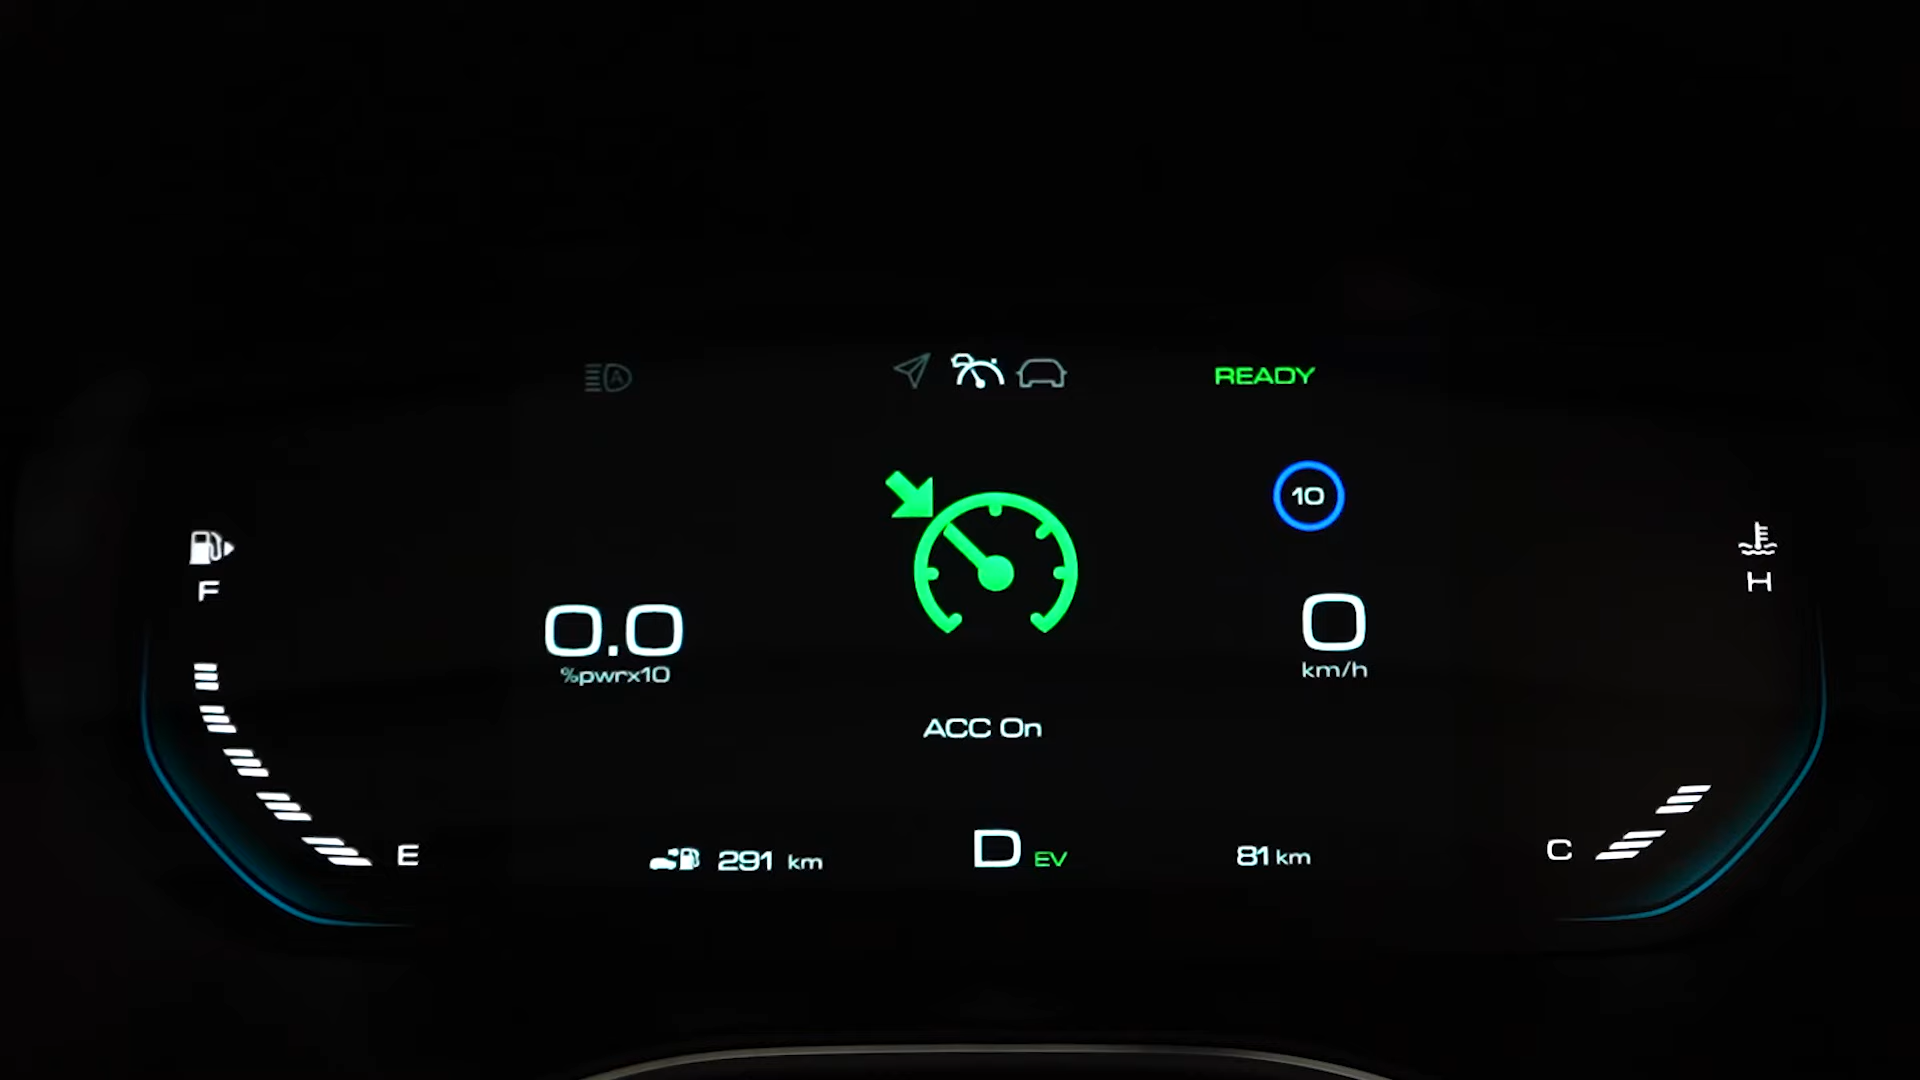 A
READY
10
F
H
0.0
%pwrx10
0
km/h
ACC On
E
291 km
D EV
81 km
C